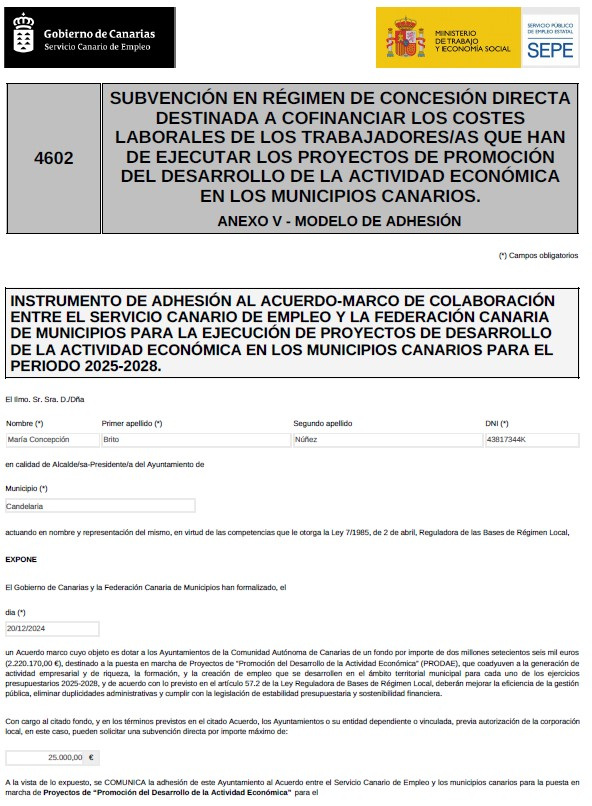 Gobierno de Canarias
Servicio Canario de Empleo
MINISTERIO
DE TRABAJO
Y ECONOMÍA SOCIAL
SERVICIO PÚBLICO
DE EMPLEO ESTATAL
SEPE
4602
SUBVENCIÓN EN RÉGIMEN DE CONCESIÓN DIRECTA
DESTINADA A COFINANCIAR LOS COSTES
LABORALES DE LOS TRABAJADORES/AS QUE HAN
DE EJECUTAR LOS PROYECTOS DE PROMOCIÓN
DEL DESARROLLO DE LA ACTIVIDAD ECONÓMICA
EN LOS MUNICIPIOS CANARIOS.
ANEXO V - MODELO DE ADHESIÓN
(*) Campos obligatorios
INSTRUMENTO DE ADHESIÓN AL ACUERDO-MARCO DE COLABORACIÓN
ENTRE EL SERVICIO CANARIO DE EMPLEO Y LA FEDERACIÓN CANARIA
DE MUNICIPIOS PARA LA EJECUCIÓN DE PROYECTOS DE DESARROLLO
DE LA ACTIVIDAD ECONÓMICA EN LOS MUNICIPIOS CANARIOS PARA EL
PERIODO 2025-2028.
El Ilmo. Sr. Sra. D./Dña
Nombre (*) Primer apellido (*) Segundo apellido DNI (*)
María Concepción Brito Núñez 43817344K
en calidad de Alcalde/sa-Presidente/a del Ayuntamiento de
Municipio (*)
Candelaria
actuando en nombre y representación del mismo, en virtud de las competencias que le otorga la Ley 7/1985, de 2 de abril, Reguladora de las Bases de Régimen Local,
EXPONE
El Gobierno de Canarias y la Federación Canaria de Municipios han formalizado, el
dia (*)
20/12/2024
un Acuerdo marco cuyo objeto es dotar a los Ayuntamientos de la Comunidad Autónoma de Canarias de un fondo por importe de dos millones setecientos seis mil euros
(2.220.170,00 €), destinado a la puesta en marcha de Proyectos de "Promoción del Desarrollo de la Actividad Económica" (PRODAE), que coadyuven a la generación de
actividad empresarial y de riqueza, la formación, y la creación de empleo que se desarrollen en el ámbito territorial municipal para cada uno de los ejercicios
presupuestarios 2025-2028, y de acuerdo con lo previsto en el artículo 57.2 de la Ley Reguladora de Bases de Régimen Local, deberán mejorar la eficiencia de la gestión
pública, eliminar duplicidades administrativas y cumplir con la legislación de estabilidad presupuestaria y sostenibilidad financiera.
Con cargo al citado fondo, y en los términos previstos en el citado Acuerdo, los Ayuntamientos o su entidad dependiente o vinculada, previa autorización de la corporación
local, en este caso, pueden solicitar una subvención directa por importe máximo de:
25.000,00 €
A la vista de lo expuesto, se COMUNICA la adhesión de este Ayuntamiento al Acuerdo entre el Servicio Canario de Empleo y los municipios canarios para la puesta en
marcha de Proyectos de "Promoción del Desarrollo de la Actividad Económica" para el